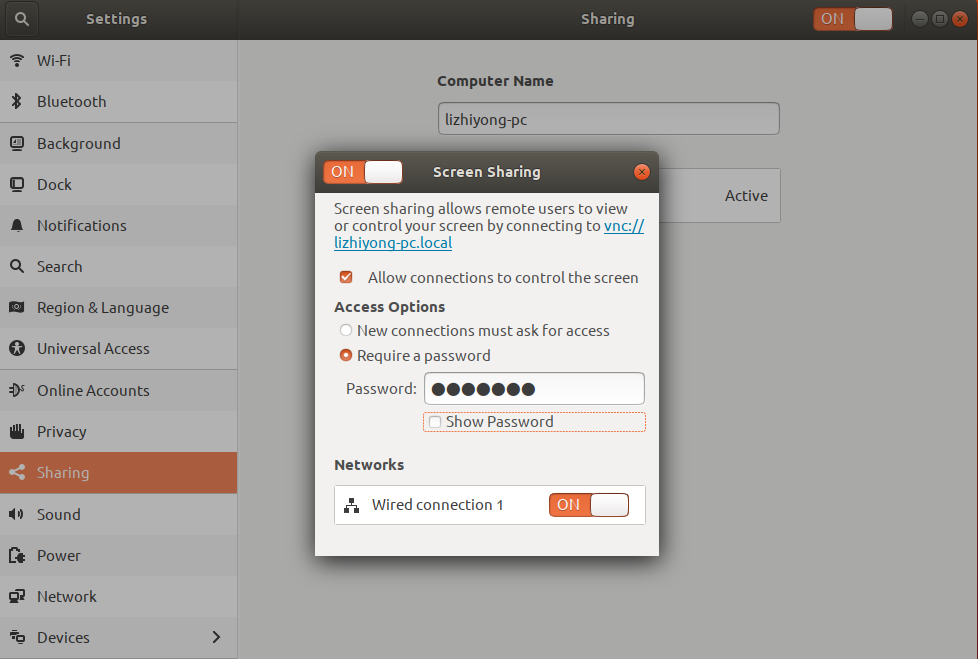 Settings
Sharing
ON
Wi-Fi
Bluetooth
Background
Dock
Notifications
Search
Region & Language
Universal Access
Online Accounts
Privacy
Sharing
Sound
Power
Network
Devices
Computer Name
lizhiyong-pc
Active
ON
Screen Sharing
Screen sharing allows remote users to view
or control your screen by connecting to vnc://
lizhiyong-pc.local
Allow connections to control the screen
Access Options
New connections must ask for access
Require a password
Password: ●●●●●●●
Show Password
Networks
Wired connection 1
ON